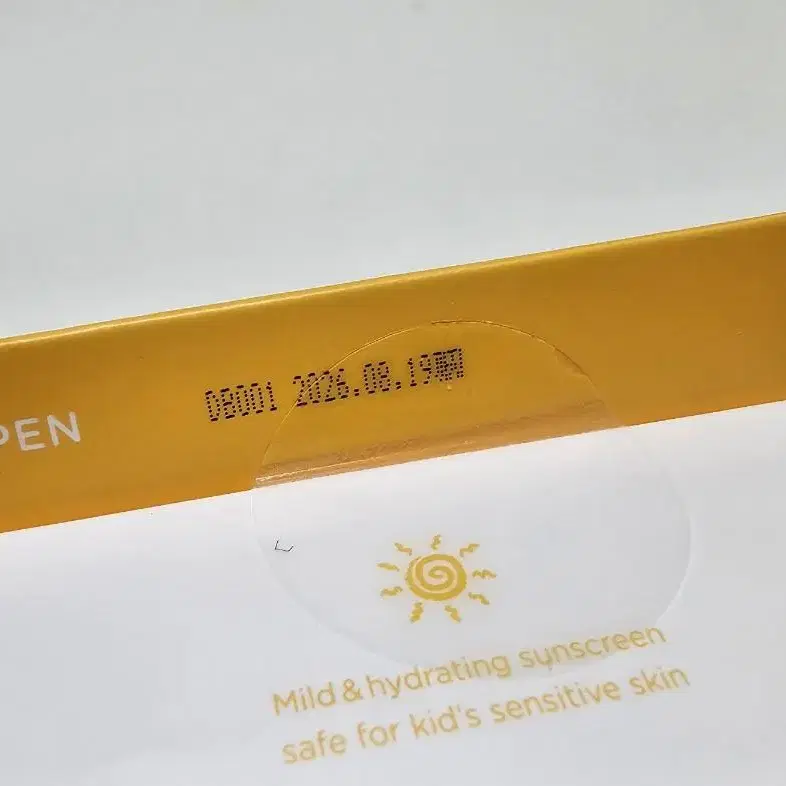 DB001 2026.08.19
PEN
Mild & hydrating sunscreen
safe for kid's sensitive skin